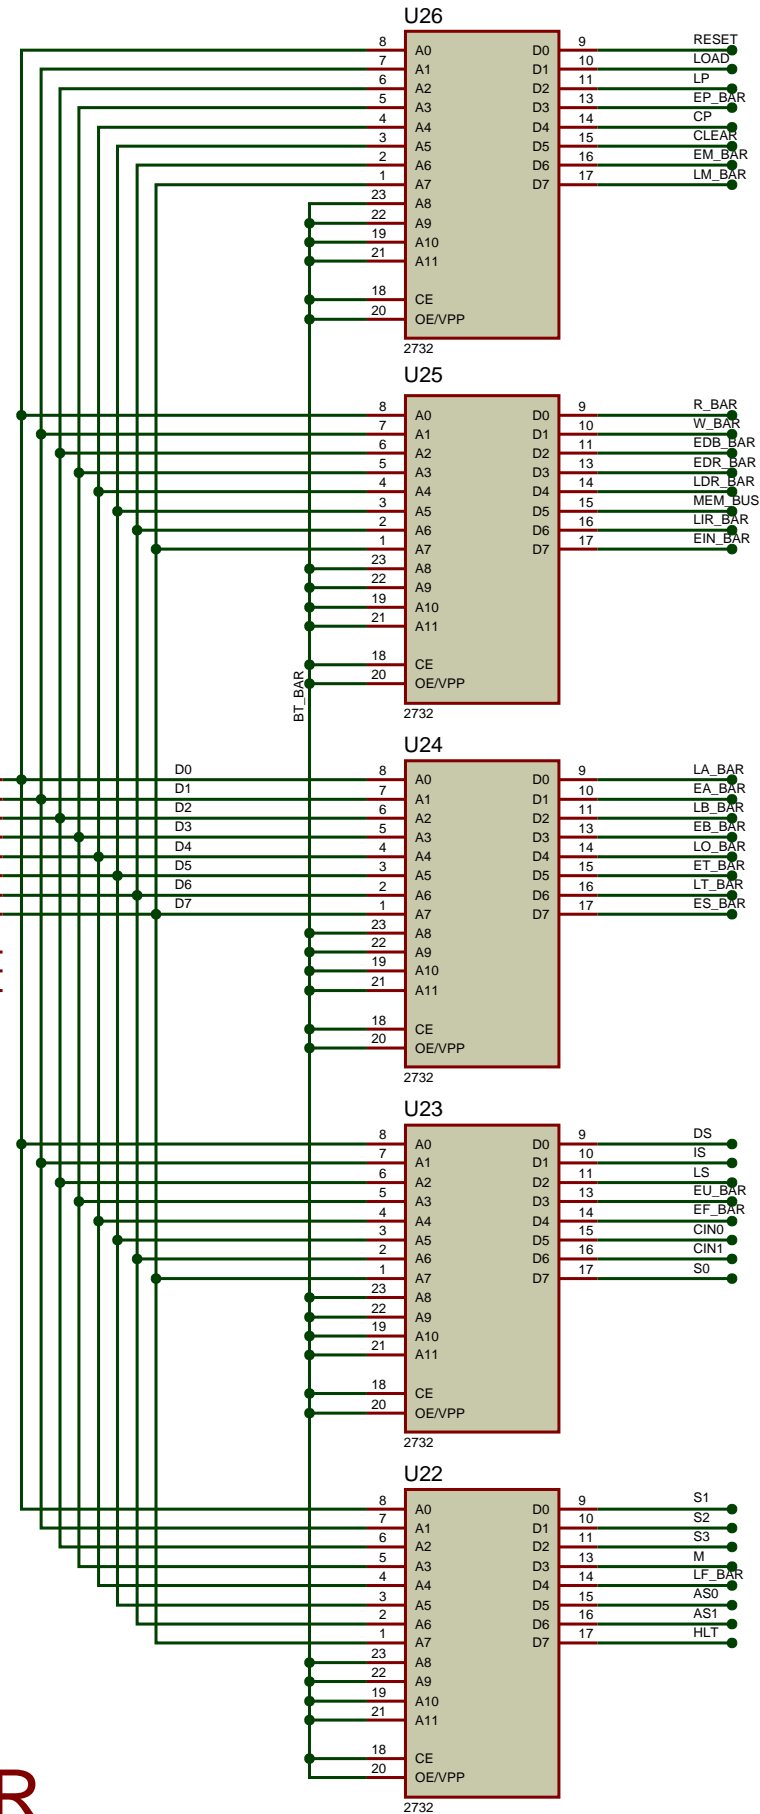 U26
8 A0 D0 9 RESET
7 A1 D1 10 LOAD
6 A2 D2 11 LP
5 A3 D3 13 EP_BAR
4 A4 D4 14 CP
3 A5 D5 15 CLEAR
2 A6 D6 16 EM_BAR
1 A7 D7 17 LM_BAR
23 A8
22 A9
19 A10
21 A11
18 CE
20 OE/VPP
2732
U25
8 A0 D0 9 R_BAR
7 A1 D1 10 W_BAR
6 A2 D2 11 EDB_BAR
5 A3 D3 13 EDR_BAR
4 A4 D4 14 LDR_BAR
3 A5 D5 15 MEM_BUS
2 A6 D6 16 LIR_BAR
1 A7 D7 17 EIN_BAR
23 A8
22 A9
19 A10
21 A11
18 CE
20 OE/VPP
BT_BAR
2732
U24
D0 8 A0 D0 9 LA_BAR
D1 7 A1 D1 10 EA_BAR
D2 6 A2 D2 11 LB_BAR
D3 5 A3 D3 13 EB_BAR
D4 4 A4 D4 14 LO_BAR
D5 3 A5 D5 15 ET_BAR
D6 2 A6 D6 16 LT_BAR
D7 1 A7 D7 17 ES_BAR
23 A8
22 A9
19 A10
21 A11
18 CE
20 OE/VPP
2732
U23
8 A0 D0 9 DS
7 A1 D1 10 IS
6 A2 D2 11 LS
5 A3 D3 13 EU_BAR
4 A4 D4 14 EF_BAR
3 A5 D5 15 CIN0
2 A6 D6 16 CIN1
1 A7 D7 17 S0
23 A8
22 A9
19 A10
21 A11
18 CE
20 OE/VPP
2732
U22
8 A0 D0 9 S1
7 A1 D1 10 S2
6 A2 D2 11 S3
5 A3 D3 13 M
4 A4 D4 14 LF_BAR
3 A5 D5 15 AS0
2 A6 D6 16 AS1
1 A7 D7 17 HLT
23 A8
22 A9
19 A10
21 A11
18 CE
20 OE/VPP
2732
R